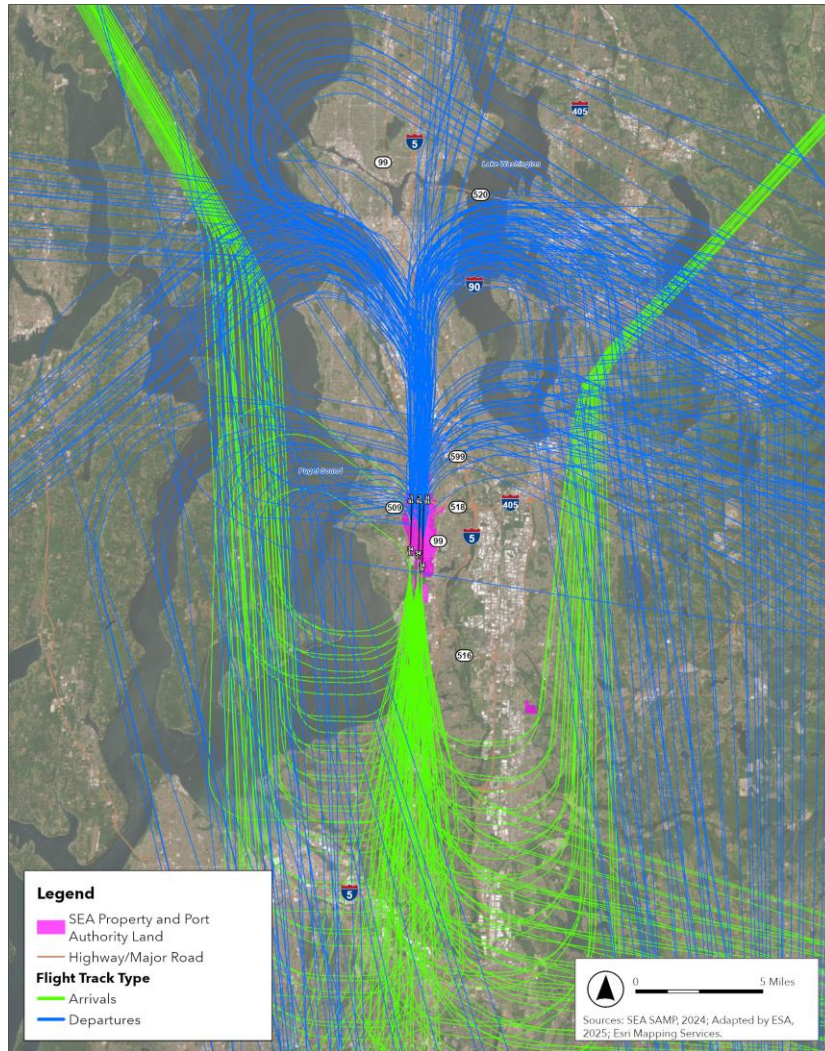 405
5
99
Lake Washington
520
90
599
Puget Sound
509
518
405
99
5
516
5
Legend
SEA Property and Port
Authority Land
Highway/Major Road
Flight Track Type
Arrivals
Departures
0 5 Miles
Sources: SEA SAMP, 2024; Adapted by ESA,
2025; Esri Mapping Services.